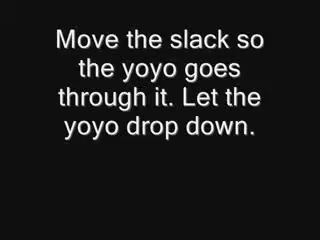 Move the slack so
the yoyo goes
through it. Let the
yoyo drop down.